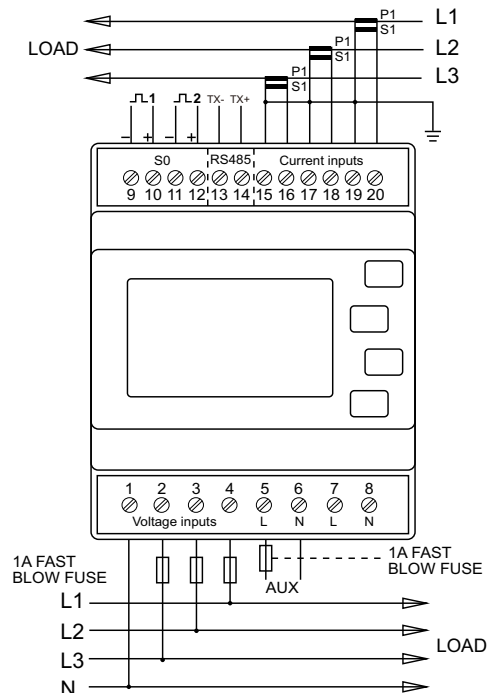 P1 L1
S1
LOAD P1 L2
S1
P1 L3
S1
1 2 TX- TX+
- + - +
S0 RS485 Current inputs
9 10 11 12 13 14 15 16 17 18 19 20
1 2 3 4 5 6 7 8
Voltage inputs L N L N
1A FAST
BLOW FUSE
1A FAST
BLOW FUSE
AUX
L1
L2
LOAD
L3
N